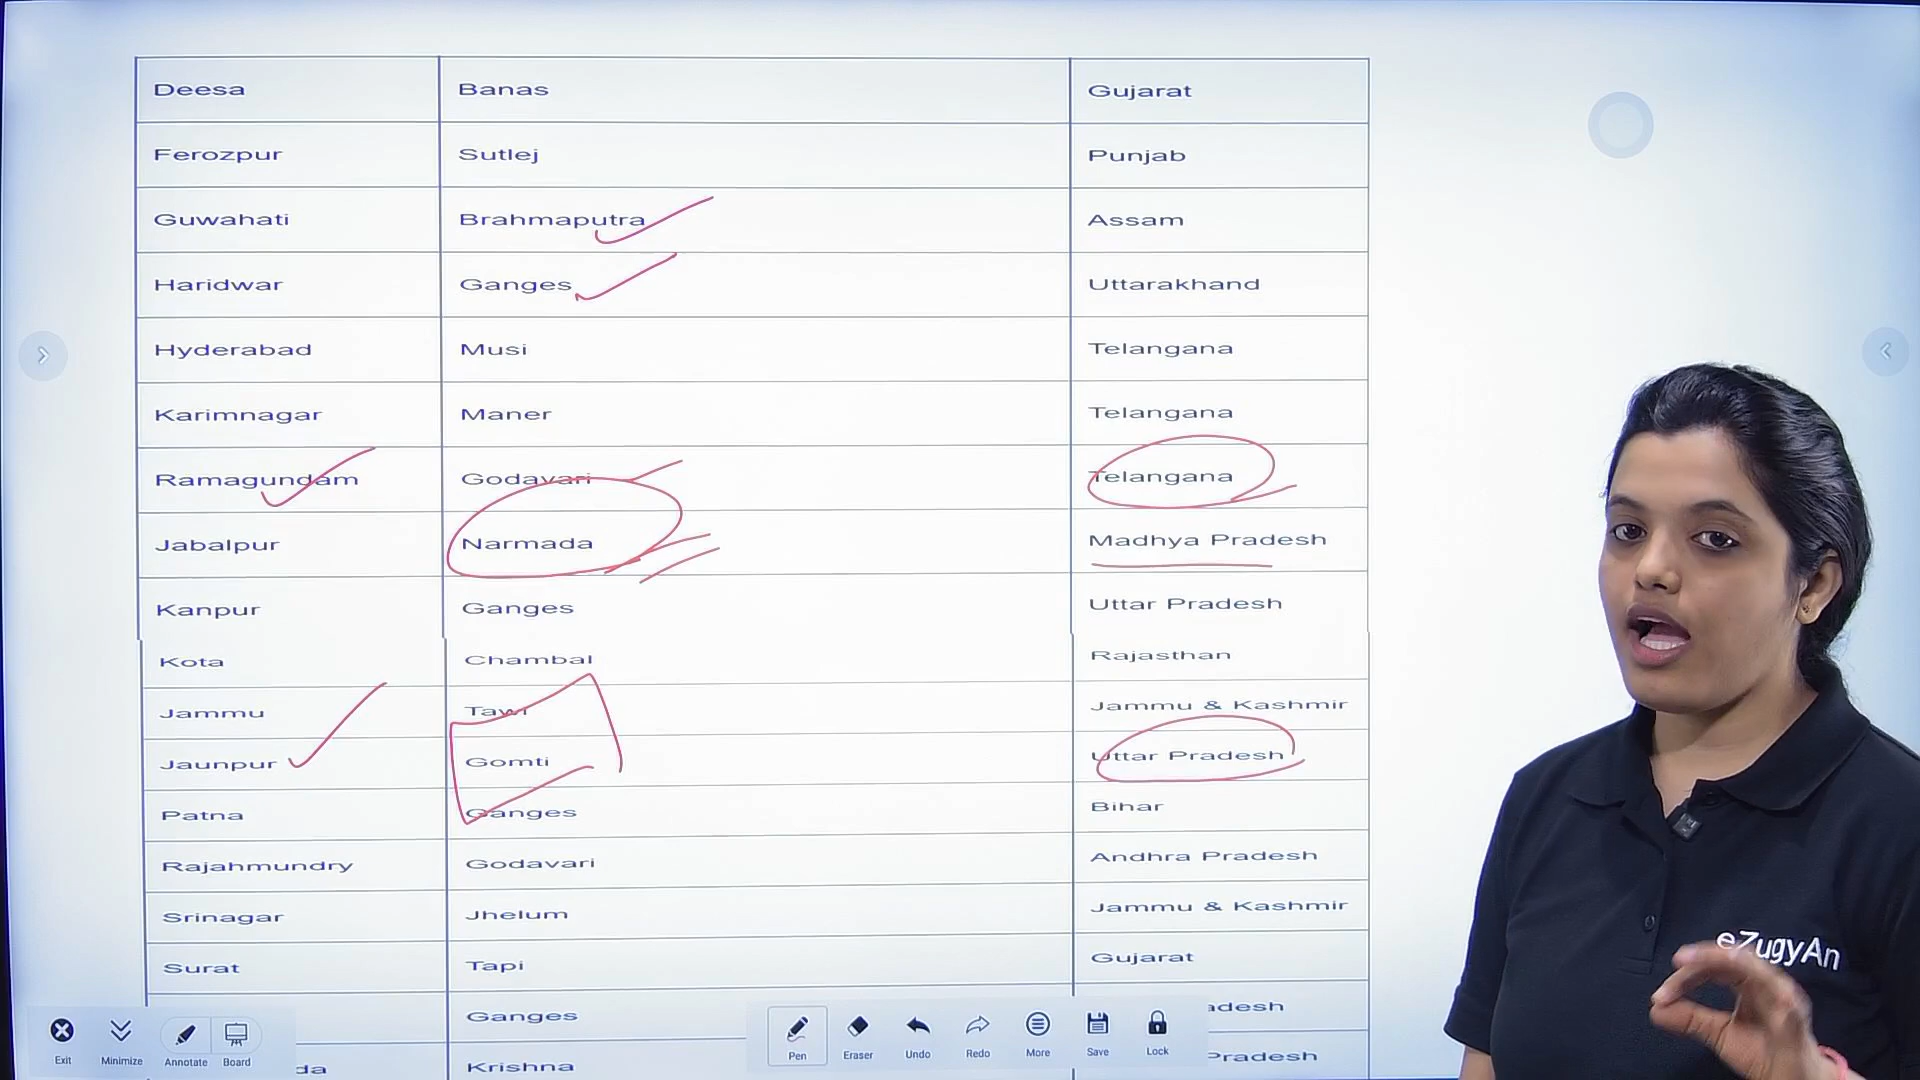 Deesa Banas Gujarat
Ferozpur Sutlej Punjab
Guwahati Brahmaputra Assam
Haridwar Ganges Uttarakhand
Hyderabad Musi Telangana
Karimnagar Maner Telangana
Ramagundam Godavari Telangana
Jabalpur Narmada Madhya Pradesh
Kanpur Ganges Uttar Pradesh
Kota Chambal Rajasthan
Jammu Tawi Jammu & Kashmir
Jaunpur Gomti Uttar Pradesh
Patna Ganges Bihar
Rajahmundry Godavari Andhra Pradesh
Srinagar Jhelum Jammu & Kashmir
Surat Tapi Gujarat
Ganges adesh
da Krishna Pradesh
eZugyAn
Exit Minimize Annotate Board Pen Eraser Undo Redo More Save Lock